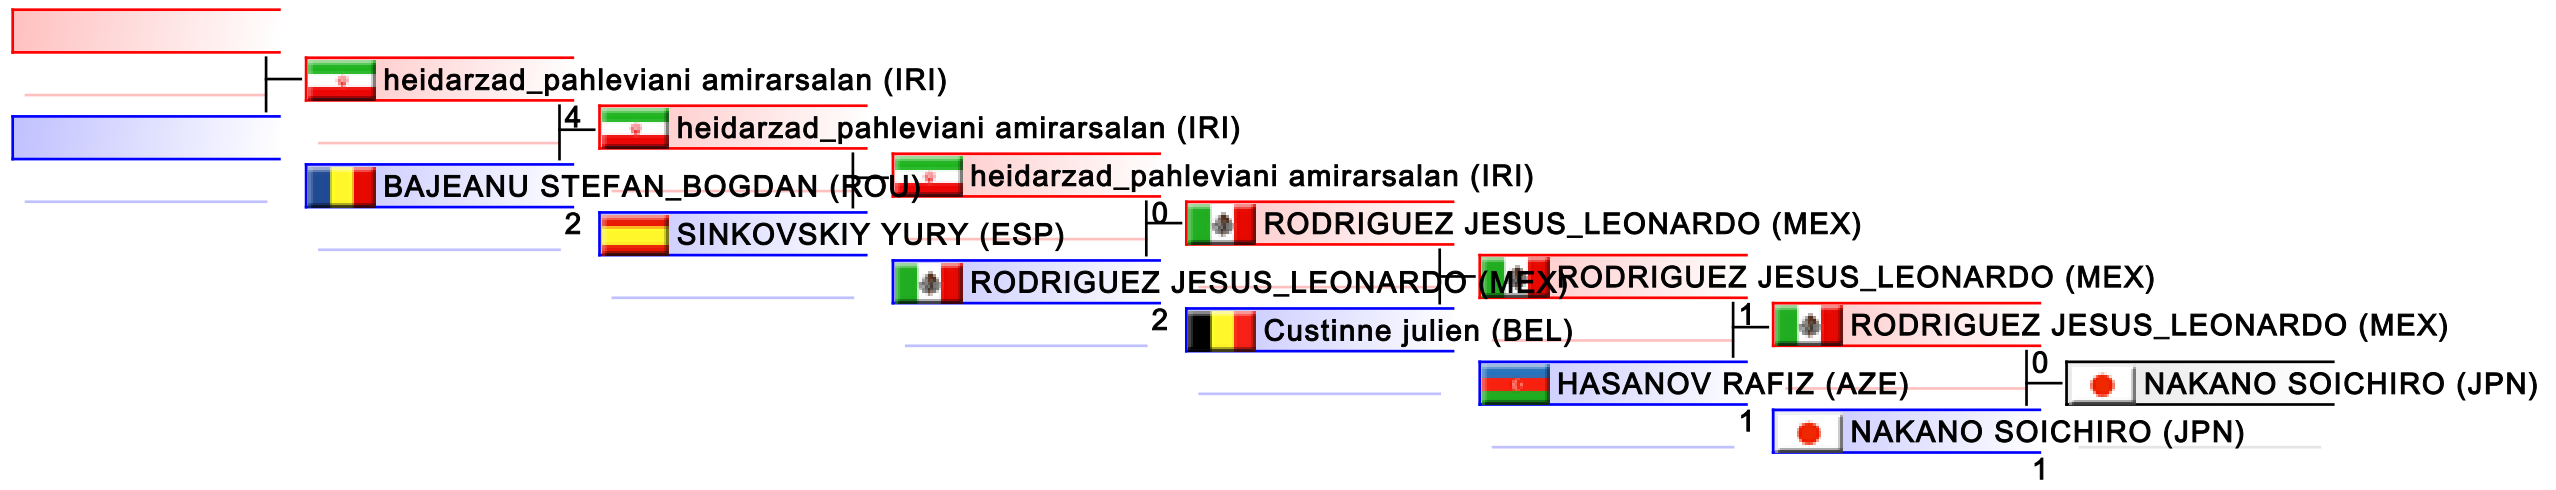 heidarzad_pahleviani amirarsalan (IRI)
4
heidarzad_pahleviani amirarsalan (IRI)
BAJEANU STEFAN_BOGDAN (ROU)
2
heidarzad_pahleviani amirarsalan (IRI)
SINKOVSKIY YURY (ESP)
0
RODRIGUEZ JESUS_LEONARDO (MEX)
RODRIGUEZ JESUS_LEONARDO (MEX)
2
RODRIGUEZ JESUS_LEONARDO (MEX)
Custinne julien (BEL)
1
RODRIGUEZ JESUS_LEONARDO (MEX)
HASANOV RAFIZ (AZE)
1
0
NAKANO SOICHIRO (JPN)
NAKANO SOICHIRO (JPN)
1